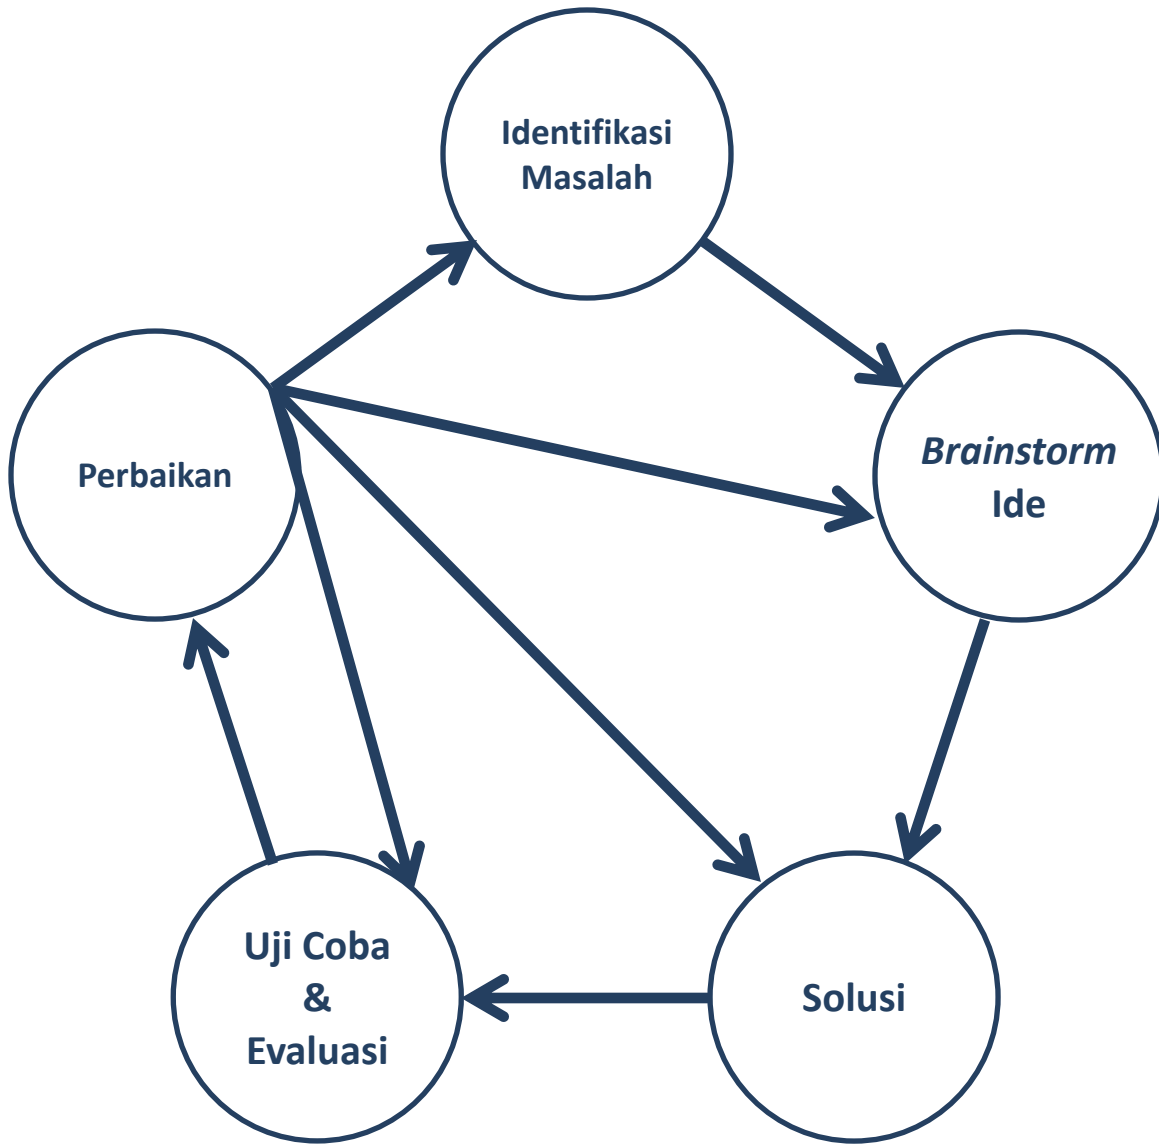 Identifikasi
Masalah
Brainstorm
Ide
Solusi
Uji Coba
&
Evaluasi
Perbaikan